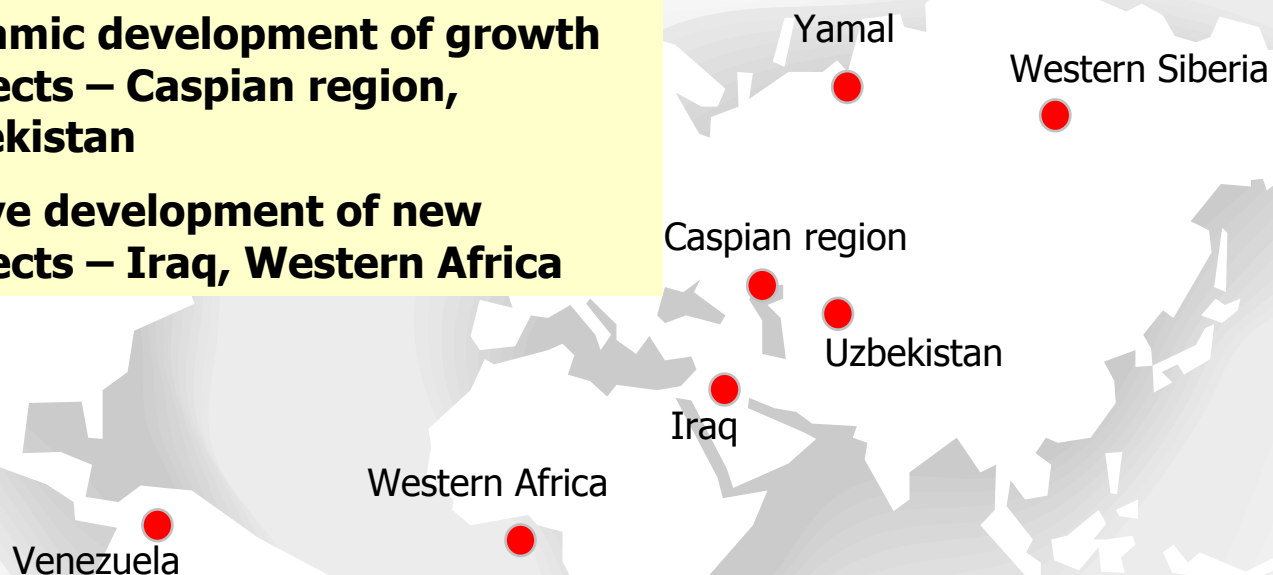 amic development of growth
ects – Caspian region,
ekistan
ve development of new
ects – Iraq, Western Africa
Yamal
Western Siberia
Caspian region
Uzbekistan
Iraq
Western Africa
Venezuela